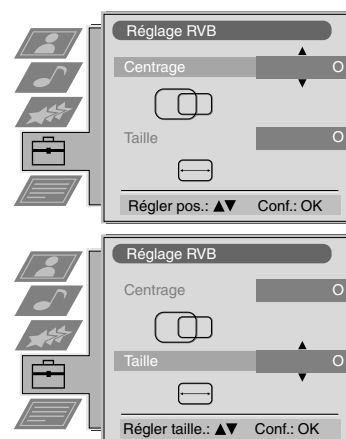 Réglage RVB
Centrage O
Taille O
Régler pos.: ▲▼ Conf.: OK
Réglage RVB
Centrage O
Taille O
Régler taille.: ▲▼ Conf.: OK